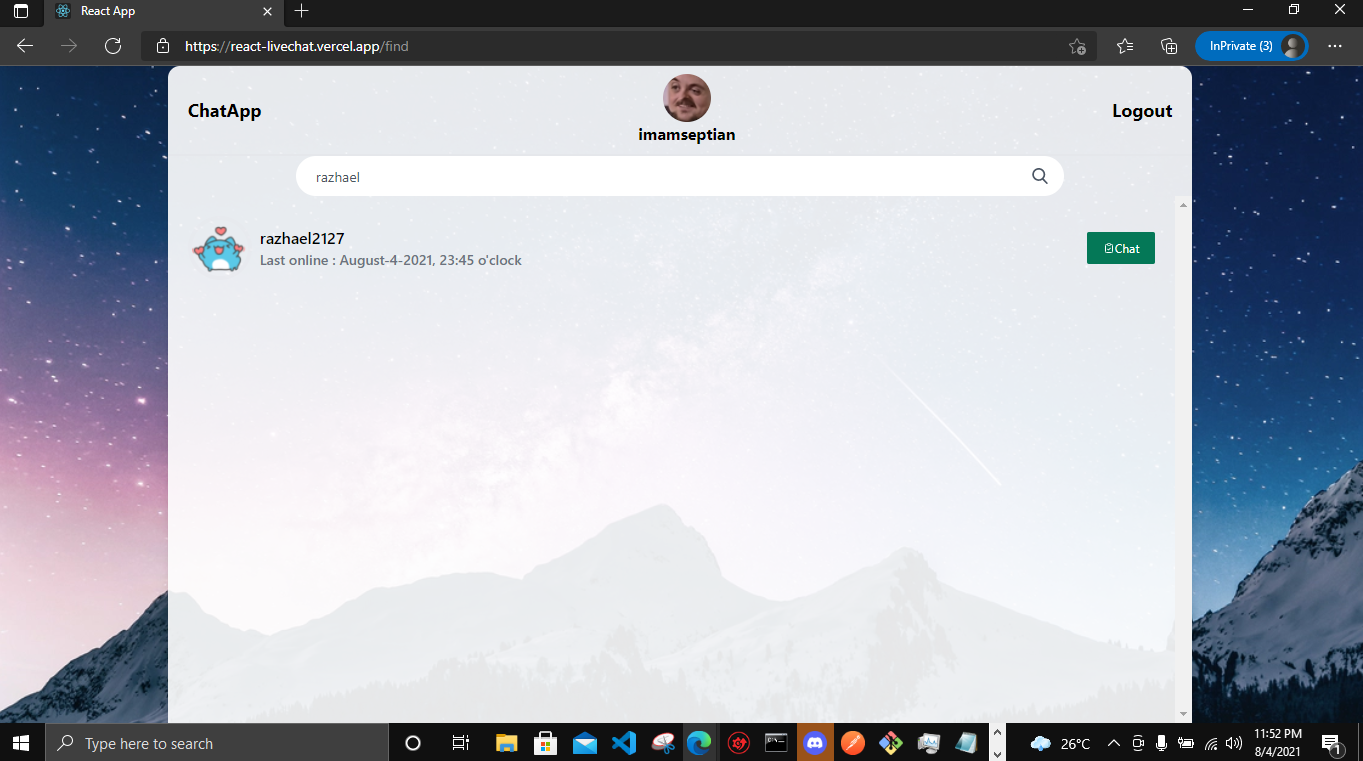 React App
https://react-livechat.vercel.app/find
InPrivate (3)
ChatApp
imamseptian
Logout
razhael
razhael2127
Last online : August-4-2021, 23:45 o'clock
Chat
Type here to search
26°C
11:52 PM
8/4/2021
1